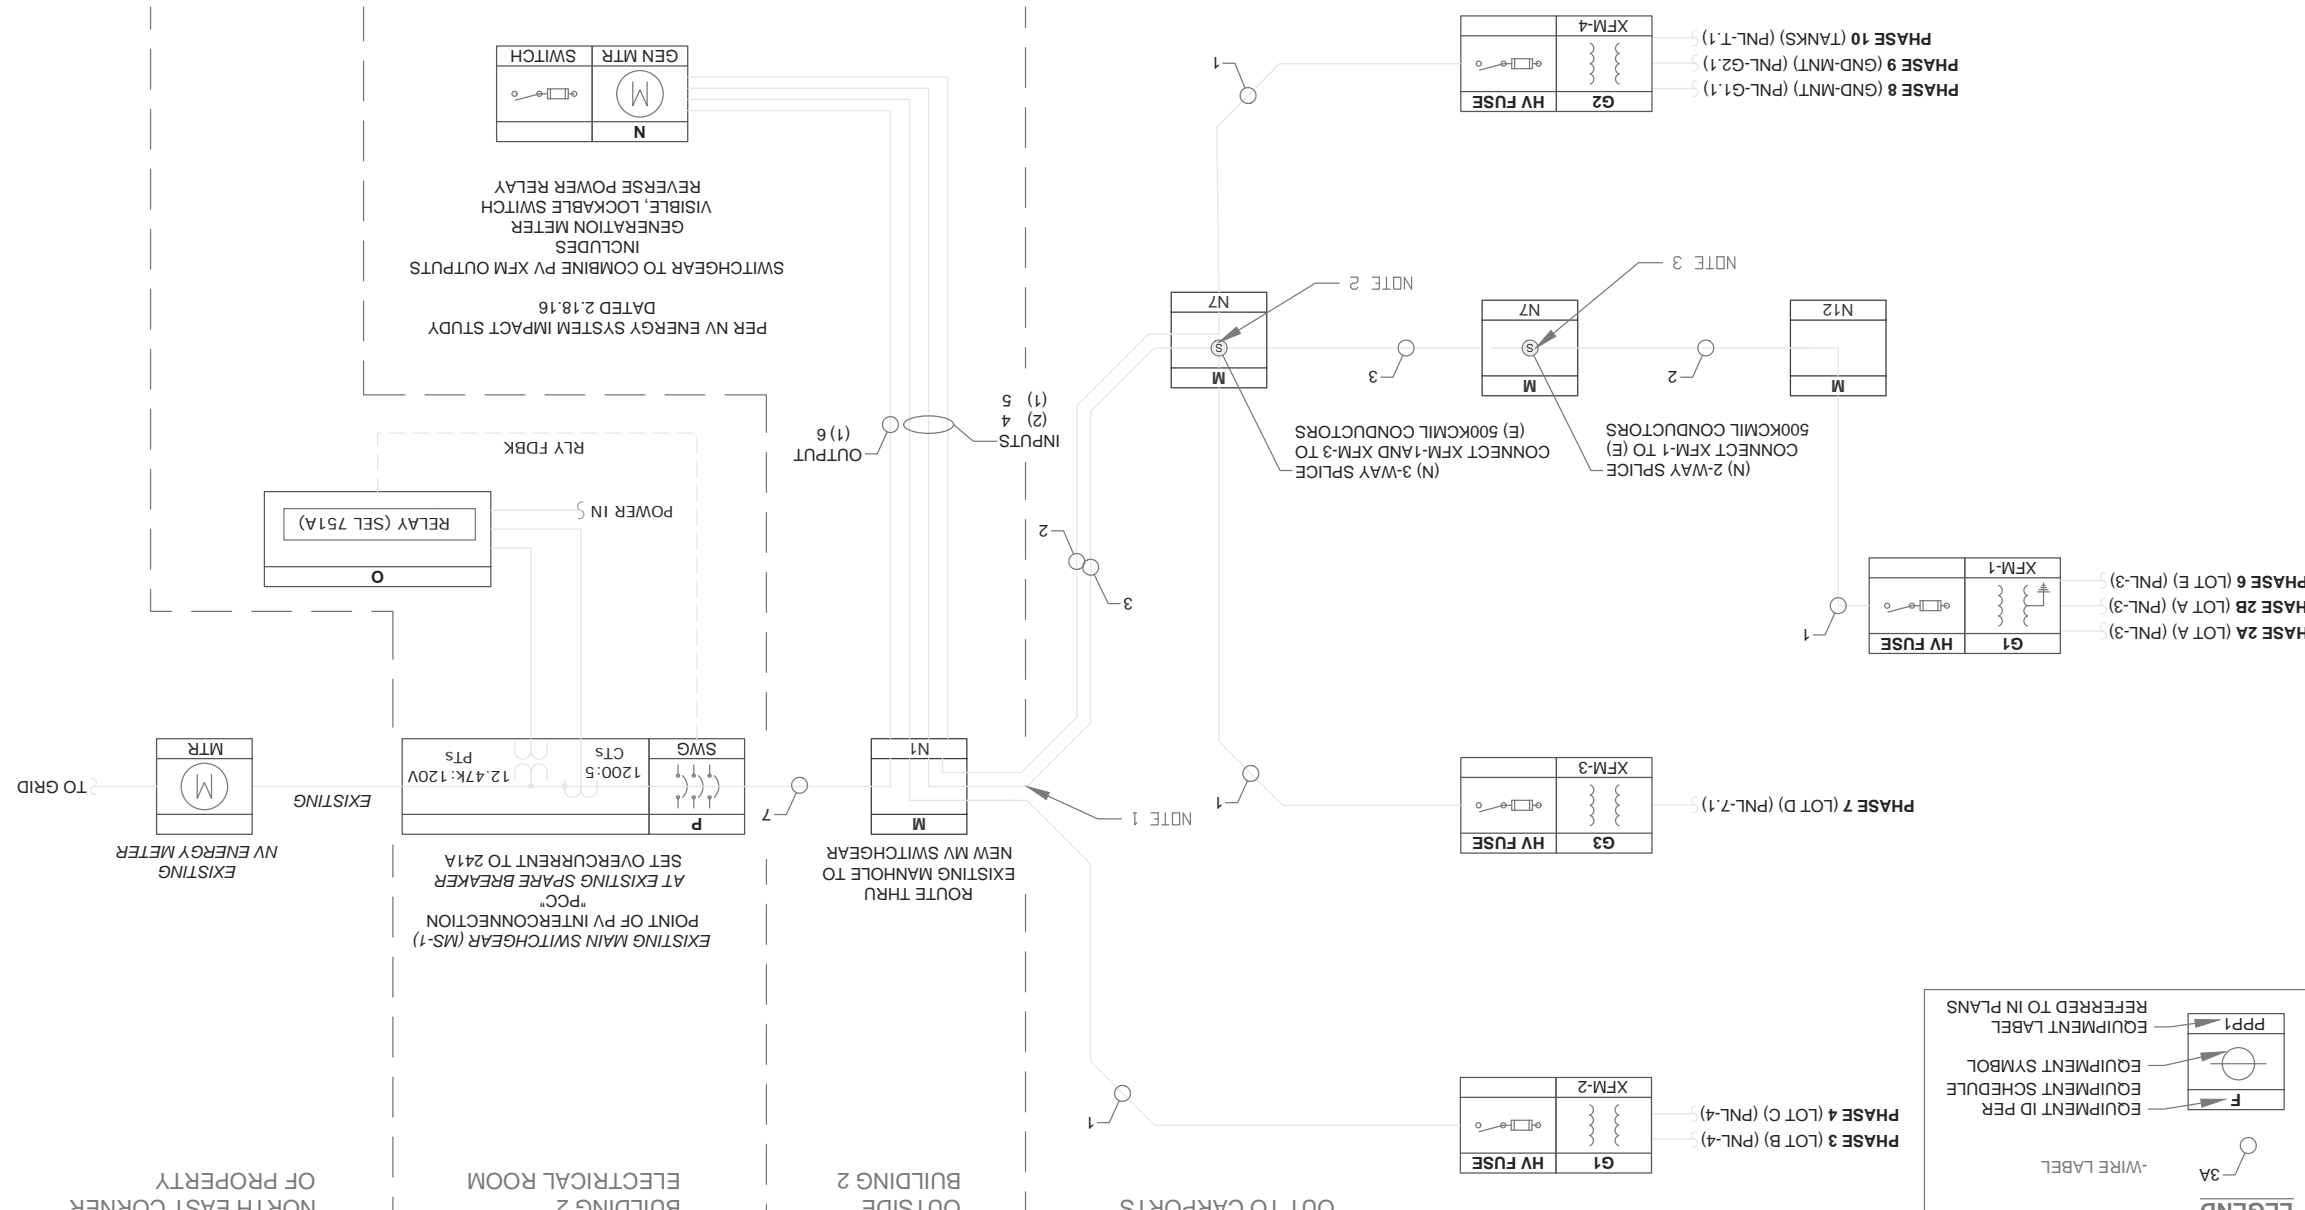 LEGEND
3A
-WIRE LABEL
F
EQUIPMENT ID PER
EQUIPMENT SCHEDULE
EQUIPMENT SYMBOL
PPP1
EQUIPMENT LABEL
REFERRED TO IN PLANS
OUT TO CARPORTS
OUTSIDE
BUILDING 2
BUILDING 2
ELECTRICAL ROOM
NORTH EAST CORNER
OF PROPERTY
PHASE 3 (LOT B) (PNL-4)
PHASE 4 (LOT C) (PNL-4)
G1
HV FUSE
XFM-2
1
PHASE 7 (LOT D) (PNL-7.1)
G3
HV FUSE
XFM-3
1
NOTE 1
ROUTE THRU
EXISTING MANHOLE TO
NEW MV SWITCHGEAR
M
N1
7
EXISTING MAIN SWITCHGEAR (MS-1)
POINT OF PV INTERCONNECTION
"PCC"
AT EXISTING SPARE BREAKER
SET OVERCURRENT TO 241A
P
SWG
1200:5
CTs
12.47k:120V
PTs
EXISTING
EXISTING
NV ENERGY METER
MTR
TO GRID
PHASE 2A (LOT A) (PNL-3)
PHASE 2B (LOT A) (PNL-3)
PHASE 6 (LOT E) (PNL-3)
G1
HV FUSE
XFM-1
1
3
2
O
RELAY (SEL 751A)
POWER IN
RLY FDBK
(N) 2-WAY SPLICE
CONNECT XFM-1 TO (E)
500KCMIL CONDUCTORS
(N) 3-WAY SPLICE
CONNECT XFM-1AND XFM-3 TO
(E) 500KCMIL CONDUCTORS
INPUTS
(2) 4
(1) 5
OUTPUT
(1) 6
M
N12
2
M
S
N7
3
M
S
N7
NOTE 3
NOTE 2
PER NV ENERGY SYSTEM IMPACT STUDY
DATED 2.18.16
SWITCHGEAR TO COMBINE PV XFM OUTPUTS
INCLUDES
GENERATION METER
VISIBLE, LOCKABLE SWITCH
REVERSE POWER RELAY
N
M
GEN MTR
SWITCH
PHASE 8 (GND-MNT) (PNL-G1.1)
PHASE 9 (GND-MNT) (PNL-G2.1)
PHASE 10 (TANKS) (PNL-T.1)
G2
HV FUSE
XFM-4
1